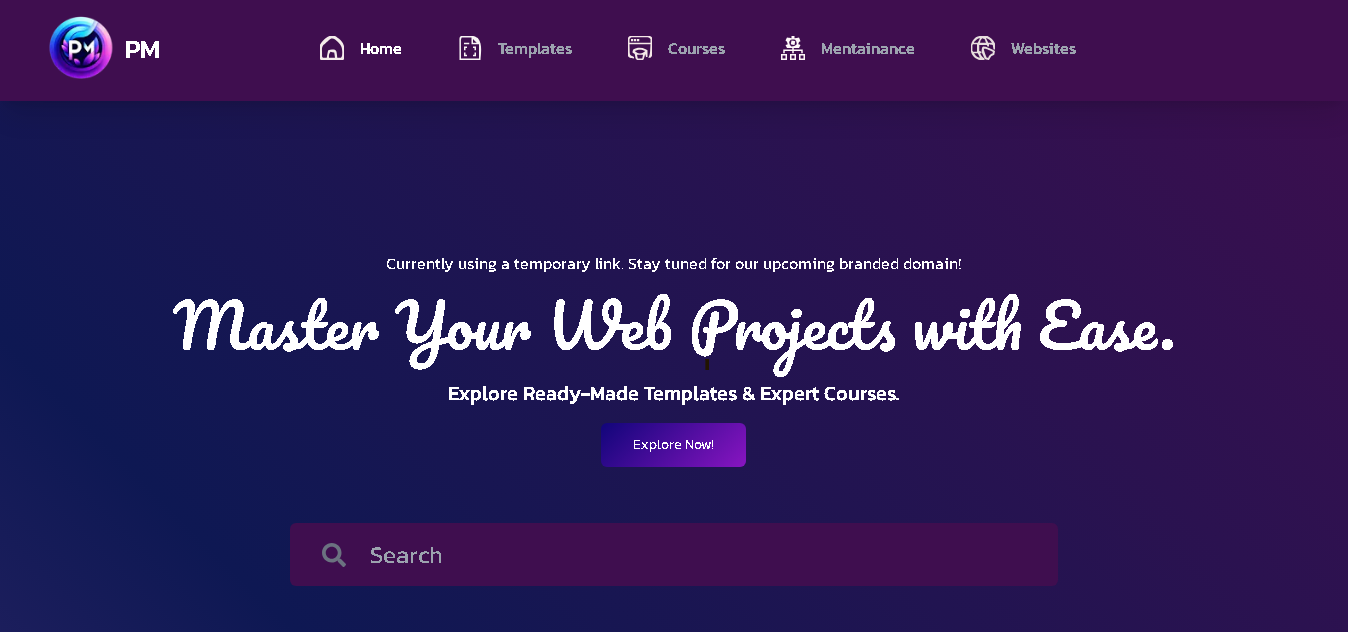 PM PM Home Templates Courses Mentainance Websites
Currently using a temporary link. Stay tuned for our upcoming branded domain!
Master Your Web Projects with Ease.
Explore Ready-Made Templates & Expert Courses.
Explore Now!
Search